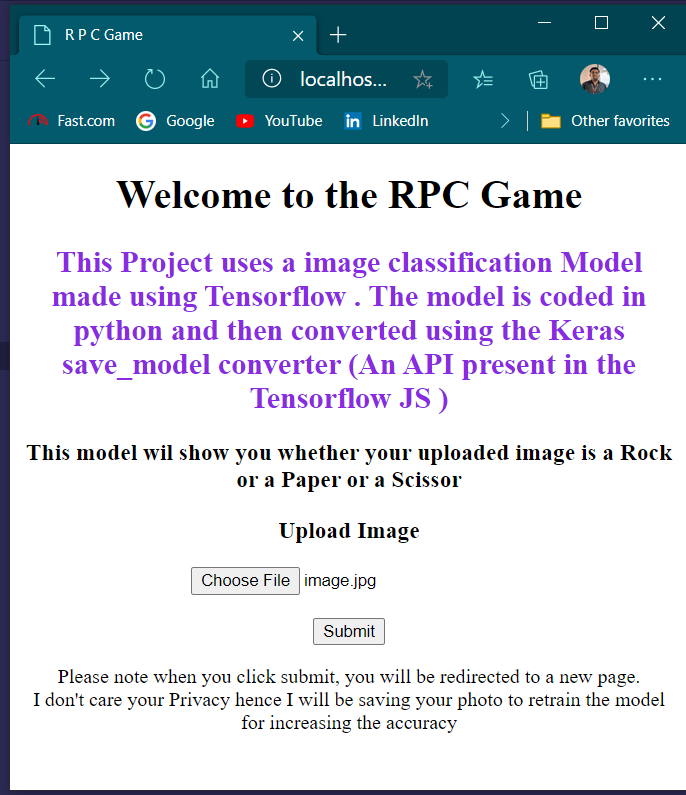 R P C Game
localhos...
Fast.com
Google
YouTube
LinkedIn
Other favorites
Welcome to the RPC Game
This Project uses a image classification Model
made using Tensorflow . The model is coded in
python and then converted using the Keras
save_model converter (An API present in the
Tensorflow JS )
This model wil show you whether your uploaded image is a Rock
or a Paper or a Scissor
Upload Image
Choose File image.jpg
Submit
Please note when you click submit, you will be redirected to a new page.
I don't care your Privacy hence I will be saving your photo to retrain the model
for increasing the accuracy